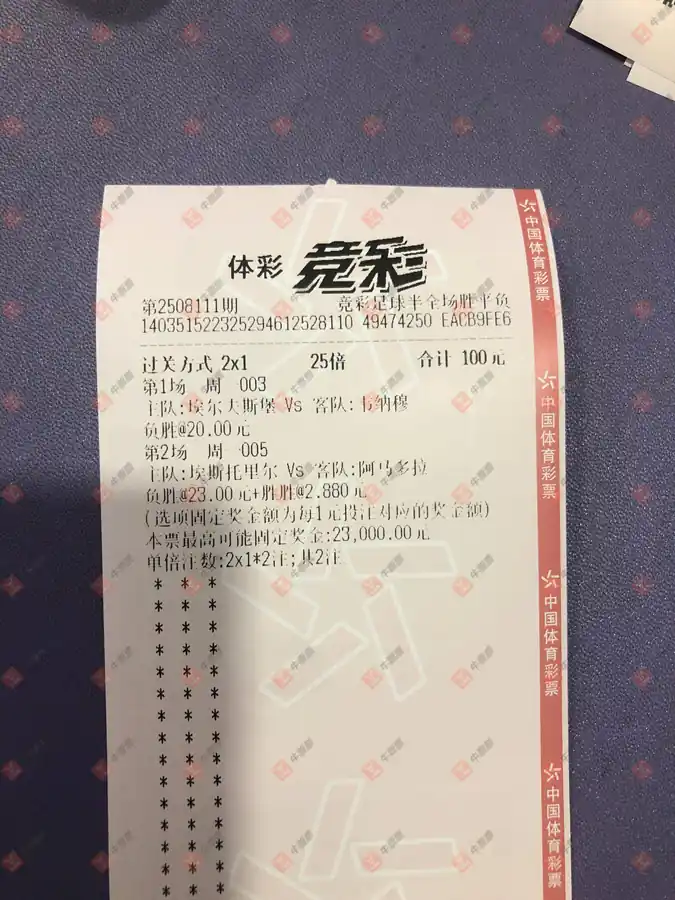 体彩 竞彩
第2508111期 竞彩足球半全场胜平负
140351522325294612528110 49474250 EACB9FE6
过关方式 2x1 25倍 合计 100元
第1场 周一003
主队:埃尔夫斯堡 Vs 客队:韦纳穆
负胜@20.00元
第2场 周一005
主队:埃斯托里尔 Vs 客队:阿马多拉
负胜@23.00元+胜胜@2.880元
(选项固定奖金额为每1元投注对应的奖金额)
本票最高可能固定奖金:23,000.00元
单倍注数:2x1*2注;共2注
中国体育彩票
中国体育彩票
中国体育彩票
中国体育彩票